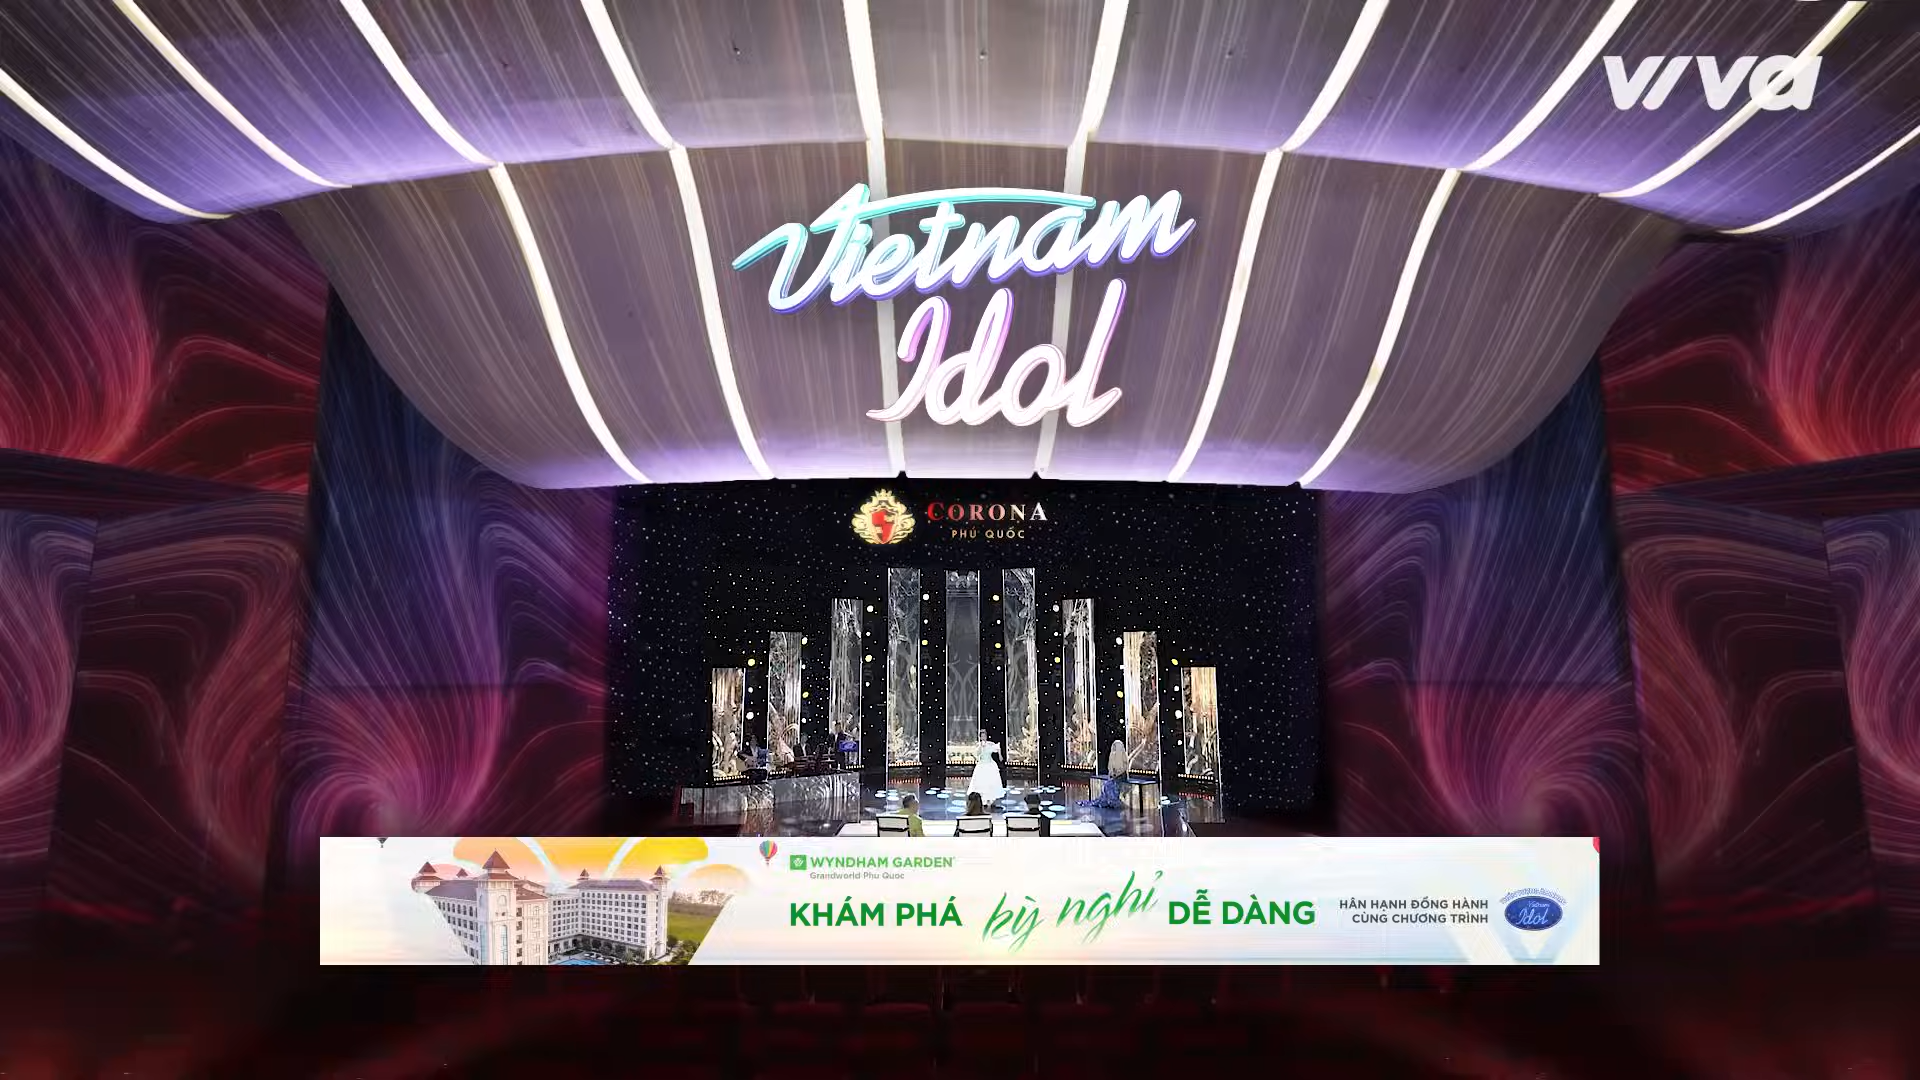 viva
Vietnam
Idol
CORONA
PHÚ QUỐC
WYNDHAM GARDEN
Grandworld Phu Quoc
KHÁM PHÁ kỳ nghỉ DỄ DÀNG
HÂN HẠNH ĐỒNG HÀNH
CÙNG CHƯƠNG TRÌNH
Vietnam
Idol